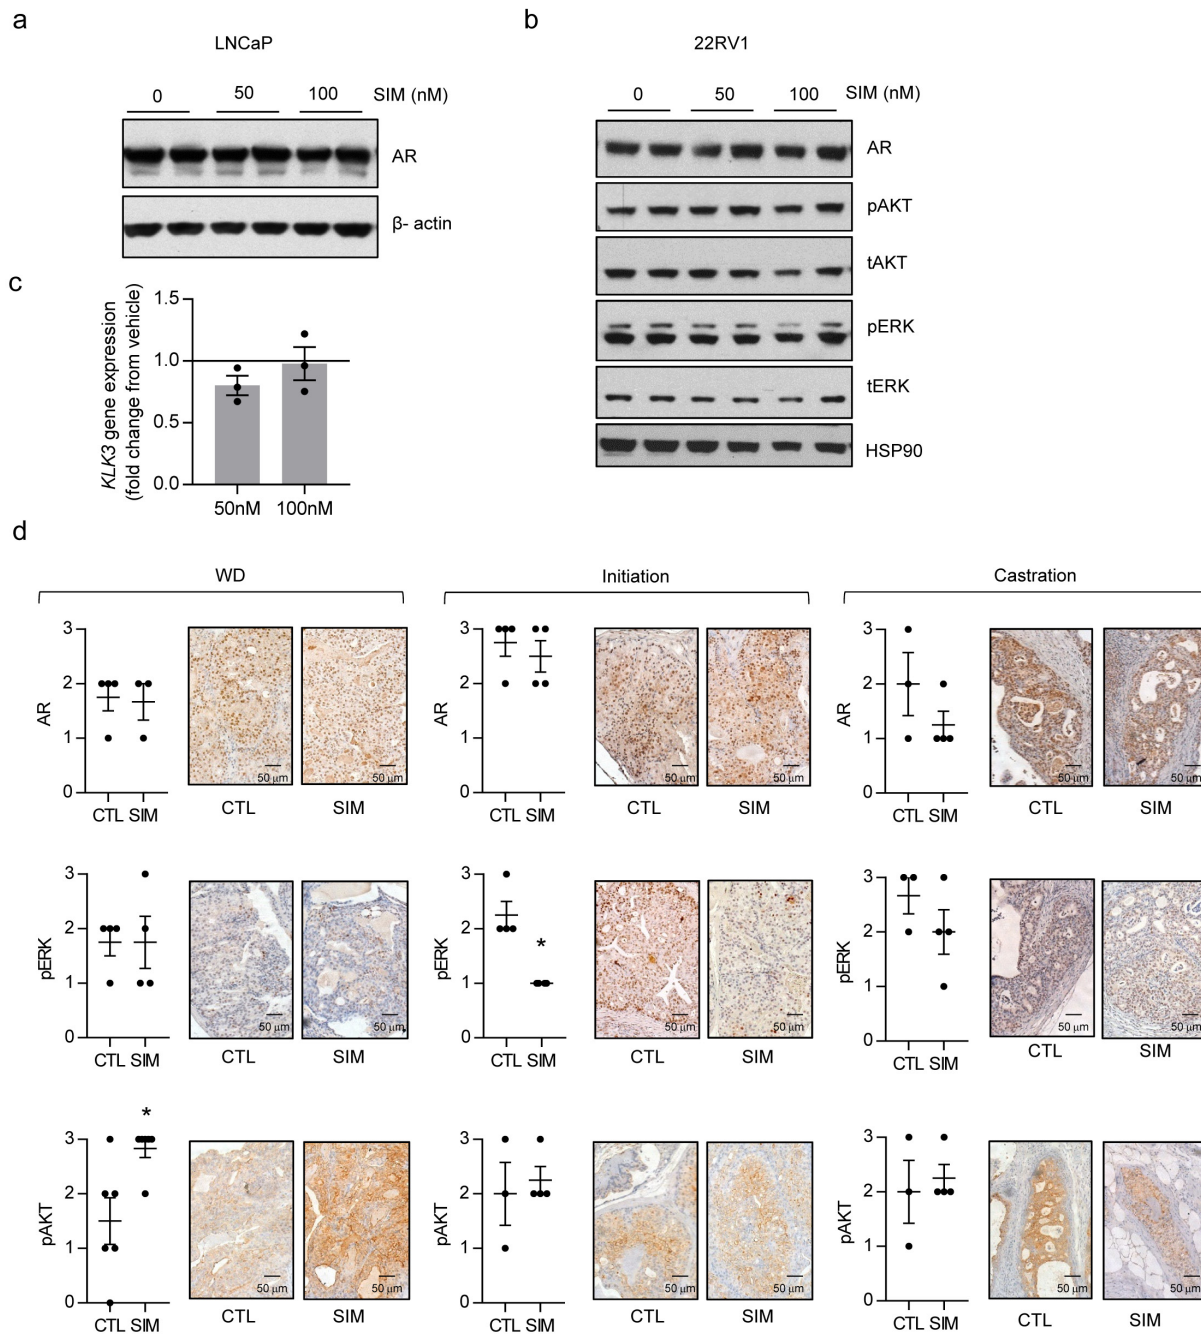 a
LNCaP
0 50 100 SIM (nM)
AR
β- actin
b
22RV1
0 50 100 SIM (nM)
AR
pAKT
tAKT
pERK
tERK
HSP90
c
KLK3 gene expression
(fold change from vehicle)
1.5
1.0
0.5
0.0
50nM 100nM
d
WD
Initiation
Castration
AR
3
2
1
0
CTL SIM
50 µm
CTL
50 µm
SIM
AR
3
2
1
0
CTL SIM
50 µm
CTL
50 µm
SIM
AR
3
2
1
0
CTL SIM
50 µm
CTL
50 µm
SIM
pERK
3
2
1
0
CTL SIM
50 µm
CTL
50 µm
SIM
pERK
3
2
1
0
*
CTL SIM
50 µm
CTL
50 µm
SIM
pERK
3
2
1
0
CTL SIM
50 µm
CTL
50 µm
SIM
pAKT
3
2
1
0
*
CTL SIM
50 µm
CTL
50 µm
SIM
pAKT
3
2
1
0
CTL SIM
50 µm
CTL
50 µm
SIM
pAKT
3
2
1
0
CTL SIM
50 µm
CTL
50 µm
SIM